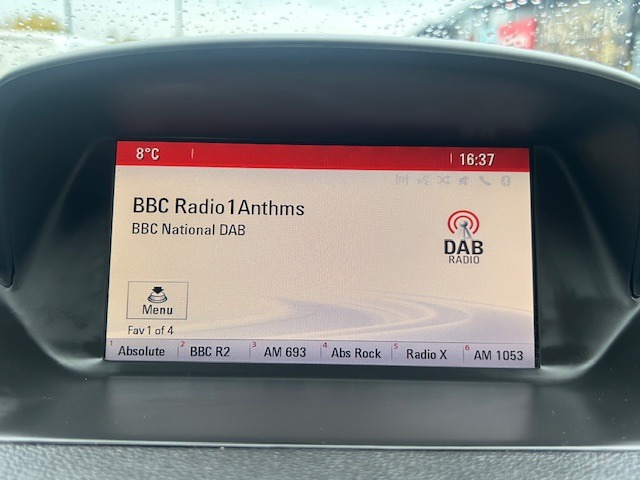 8°C
16:37
BBC Radio1Anthms
BBC National DAB
DAB
RADIO
Menu
Fav 1 of 4
1 Absolute 2 BBC R2 3 AM 693 4 Abs Rock 5 Radio X 6 AM 1053